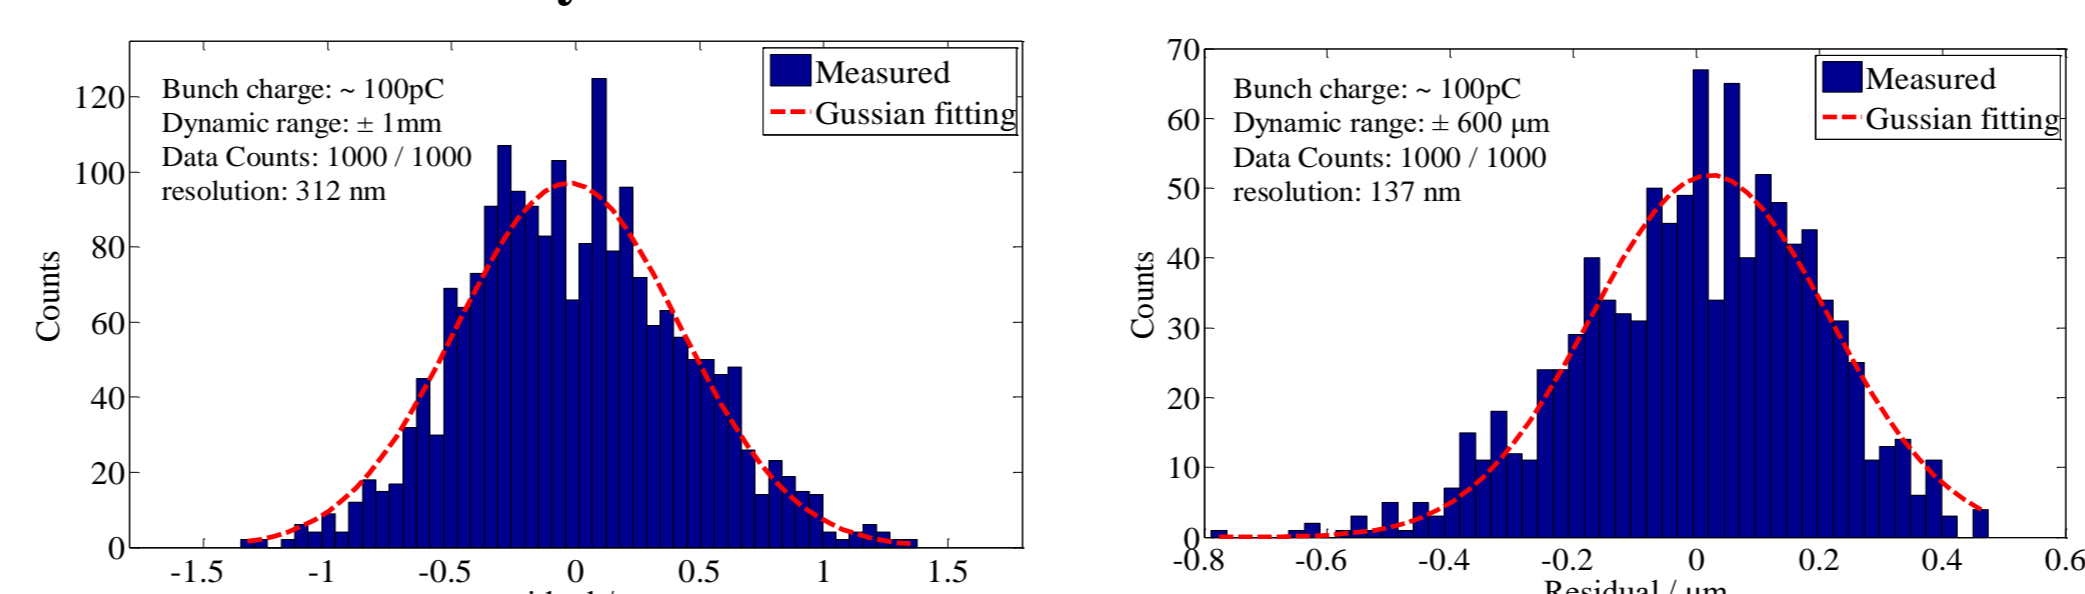 120
100
80
60
40
20
0
Counts
Bunch charge: ~ 100pC
Dynamic range: ± 1mm
Data Counts: 1000 / 1000
resolution: 312 nm
Measured
Gussian fitting
-1.5 -1 -0.5 0 0.5 1 1.5
70
60
50
40
30
20
10
0
Counts
Bunch charge: ~ 100pC
Dynamic range: ± 600 μm
Data Counts: 1000 / 1000
resolution: 137 nm
Measured
Gussian fitting
-0.8 -0.6 -0.4 -0.2 0 0.2 0.4 0.6
Residual / μm